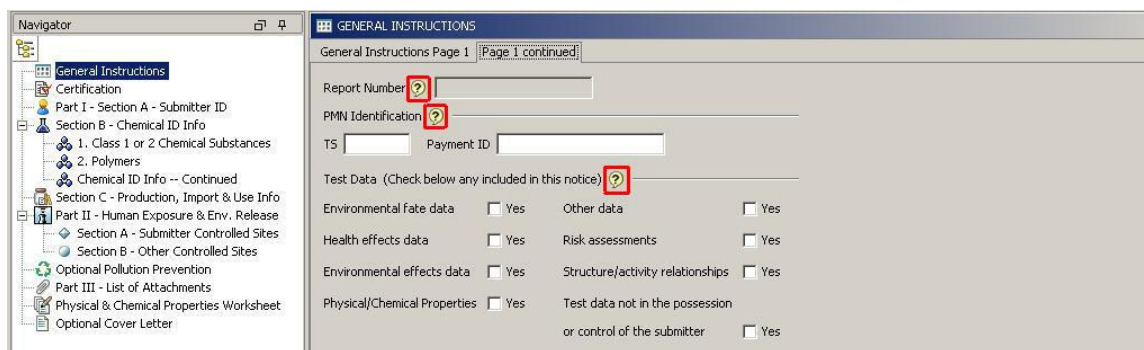 Navigator
General Instructions
Certification
Part I - Section A - Submitter ID
Section B - Chemical ID Info
1. Class 1 or 2 Chemical Substances
2. Polymers
Chemical ID Info -- Continued
Section C - Production, Import & Use Info
Part II - Human Exposure & Env. Release
Section A - Submitter Controlled Sites
Section B - Other Controlled Sites
Optional Pollution Prevention
Part III - List of Attachments
Physical & Chemical Properties Worksheet
Optional Cover Letter
GENERAL INSTRUCTIONS
General Instructions Page 1 Page 1 continued
Report Number ?
PMN Identification ?
TS Payment ID
Test Data (Check below any included in this notice) ?
Environmental fate data Yes Other data Yes
Health effects data Yes Risk assessments Yes
Environmental effects data Yes Structure/activity relationships Yes
Physical/Chemical Properties Yes Test data not in the possession
or control of the submitter Yes